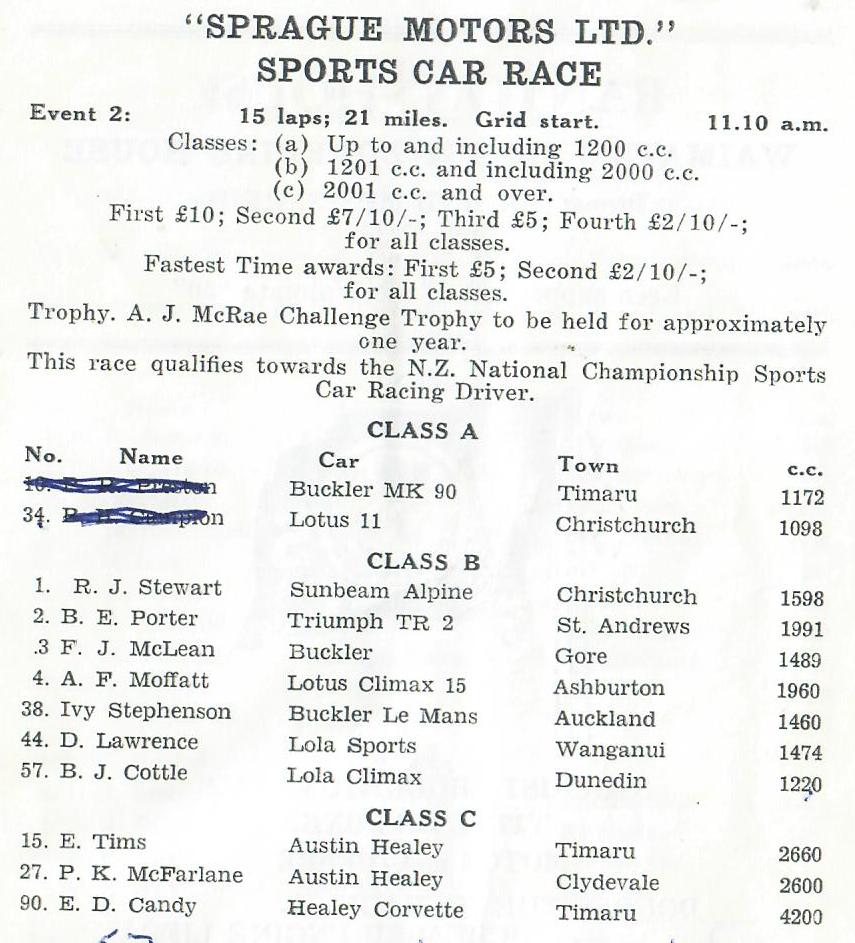 “SPRAGUE MOTORS LTD.”
SPORTS CAR RACE
Event 2: 15 laps; 21 miles. Grid start. 11.10 a.m.
Classes: (a) Up to and including 1200 c.c.
(b) 1201 c.c. and including 2000 c.c.
(c) 2001 c.c. and over.
First £10; Second £7/10/-; Third £5; Fourth £2/10/-;
for all classes.
Fastest Time awards: First £5; Second £2/10/-;
for all classes.
Trophy. A. J. McRae Challenge Trophy to be held for approximately
one year.
This race qualifies towards the N.Z. National Championship Sports
Car Racing Driver.
CLASS A
No. Name Car Town c.c.
Buckler MK 90 Timaru 1172
34. Lotus 11 Christchurch 1098
CLASS B
1. R. J. Stewart Sunbeam Alpine Christchurch 1598
2. B. E. Porter Triumph TR 2 St. Andrews 1991
.3 F. J. McLean Buckler Gore 1489
4. A. F. Moffatt Lotus Climax 15 Ashburton 1960
38. Ivy Stephenson Buckler Le Mans Auckland 1460
44. D. Lawrence Lola Sports Wanganui 1474
57. B. J. Cottle Lola Climax Dunedin 1220
CLASS C
15. E. Tims Austin Healey Timaru 2660
27. P. K. McFarlane Austin Healey Clydevale 2600
90. E. D. Candy Healey Corvette Timaru 4200